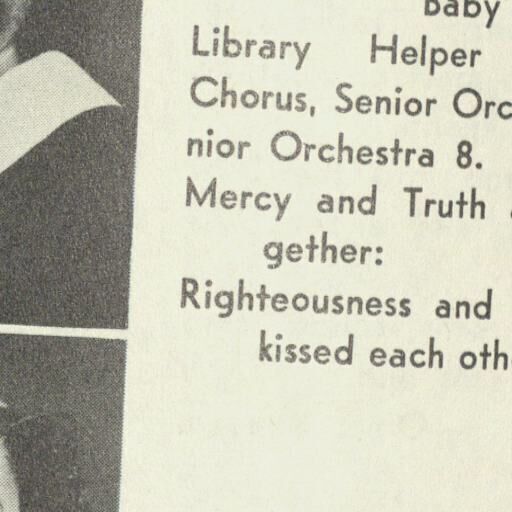 Baby
Library Helper
Chorus, Senior Orc
nior Orchestra 8.
Mercy and Truth
gether:
Righteousness and
kissed each oth